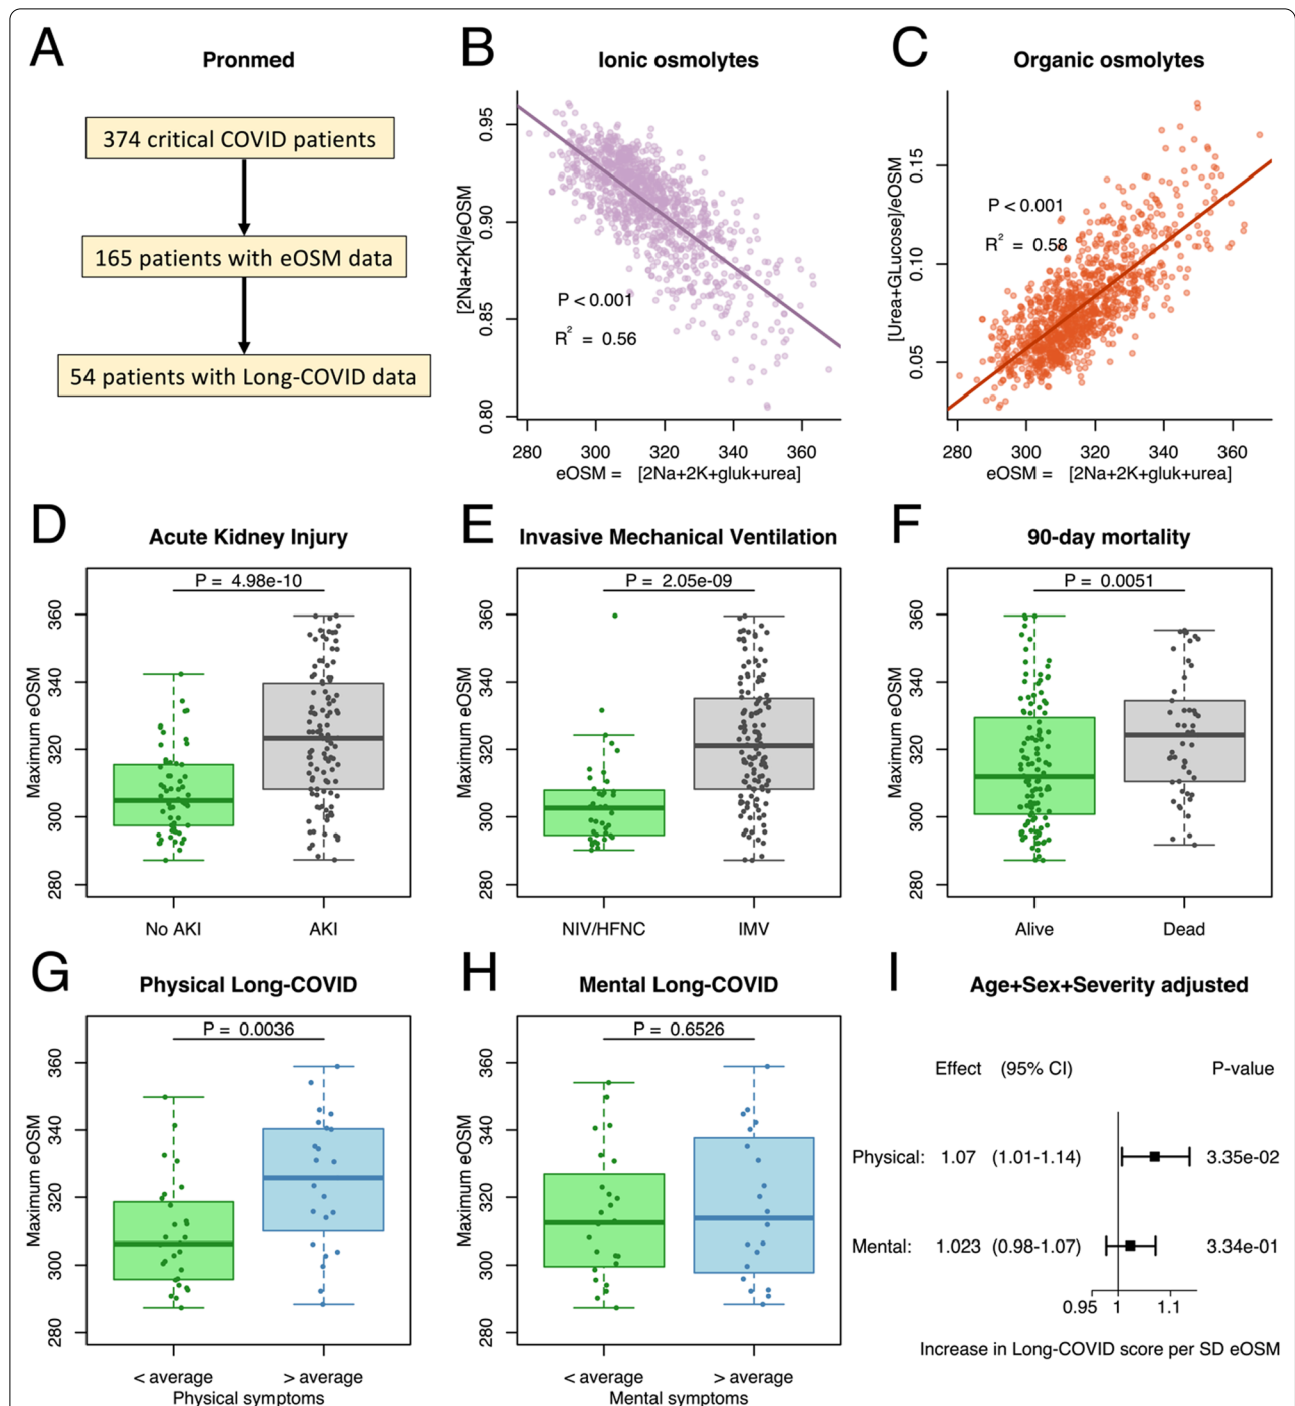 A
Pronmed
374 critical COVID patients
165 patients with eOSM data
54 patients with Long-COVID data
B
Ionic osmolytes
[2Na+2K]/eOSM
0.95
0.90
0.85
0.80
P < 0.001
R² = 0.56
280 300 320 340 360
eOSM = [2Na+2K+gluk+urea]
C
Organic osmolytes
[Urea+GLucose]/eOSM
0.15
0.10
0.05
P < 0.001
R² = 0.58
280 300 320 340 360
eOSM = [2Na+2K+gluk+urea]
D
Acute Kidney Injury
P = 4.98e-10
Maximum eOSM
360
340
320
300
280
No AKI AKI
E
Invasive Mechanical Ventilation
P = 2.05e-09
Maximum eOSM
360
340
320
300
280
NIV/HFNC IMV
F
90-day mortality
P = 0.0051
Maximum eOSM
360
340
320
300
280
Alive Dead
G
Physical Long-COVID
P = 0.0036
Maximum eOSM
360
340
320
300
280
< average > average
Physical symptoms
H
Mental Long-COVID
P = 0.6526
Maximum eOSM
360
340
320
300
280
< average > average
Mental symptoms
I
Age+Sex+Severity adjusted
Effect (95% CI) P-value
Physical: 1.07 (1.01-1.14) 3.35e-02
Mental: 1.023 (0.98-1.07) 3.34e-01
0.95 1 1.1
Increase in Long-COVID score per SD eOSM